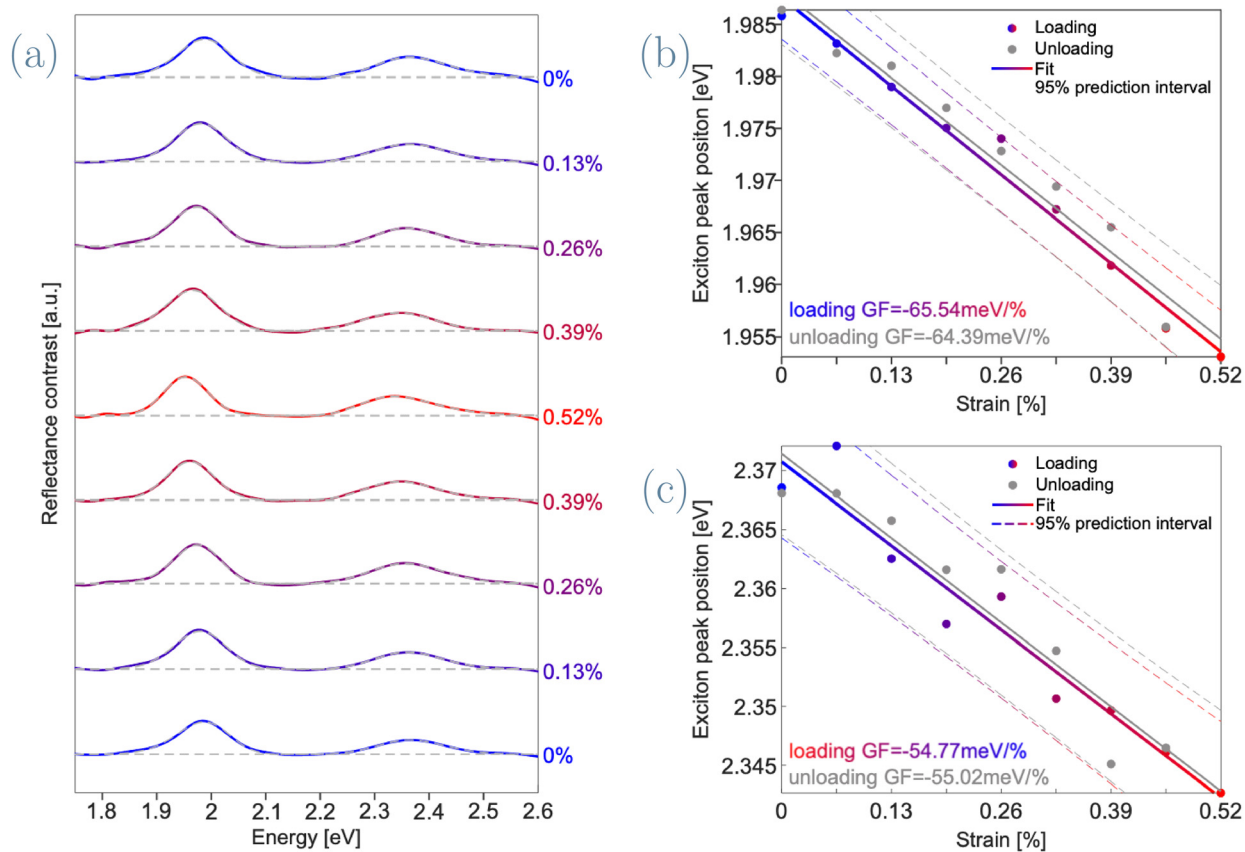 (a)
0%
0.13%
0.26%
0.39%
0.52%
0.39%
0.26%
0.13%
0%
Reflectance contrast [a.u.]
1.8 1.9 2 2.1 2.2 2.3 2.4 2.5 2.6
Energy [eV]
(b)
Loading
Unloading
Fit
95% prediction interval
1.985
1.98
1.975
1.97
1.965
1.96
1.955
Exciton peak positon [eV]
loading GF=-65.54meV/%
unloading GF=-64.39meV/%
0 0.13 0.26 0.39 0.52
Strain [%]
(c)
Loading
Unloading
Fit
95% prediction interval
2.37
2.365
2.36
2.355
2.35
2.345
Exciton peak positon [eV]
loading GF=-54.77meV/%
unloading GF=-55.02meV/%
0 0.13 0.26 0.39 0.52
Strain [%]